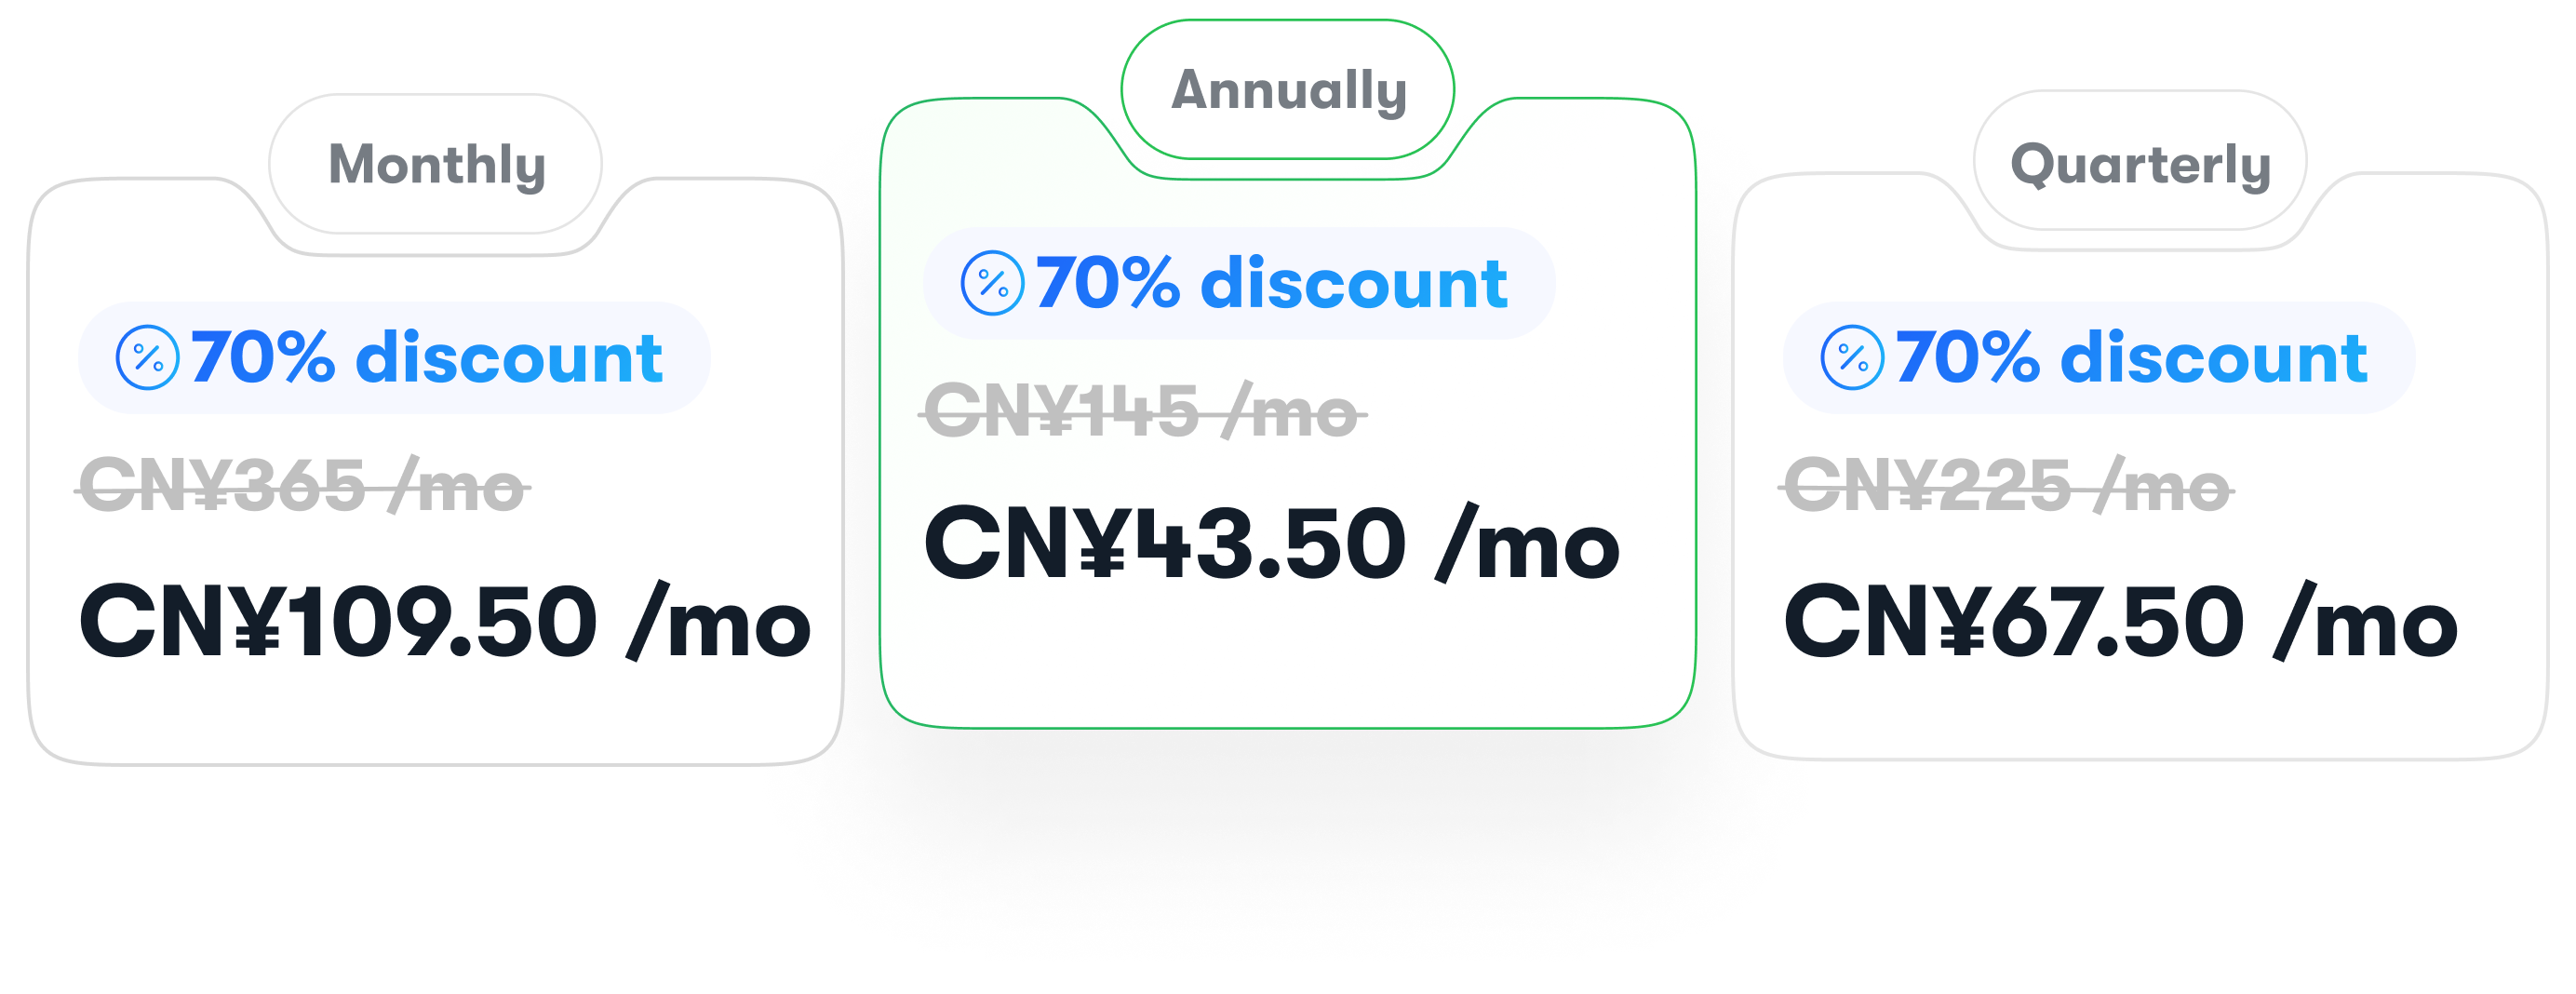 Monthly
70% discount
CN¥365 /mo
CN¥109.50 /mo
Annually
70% discount
CN¥145 /mo
CN¥43.50 /mo
Quarterly
70% discount
CN¥225 /mo
CN¥67.50 /mo